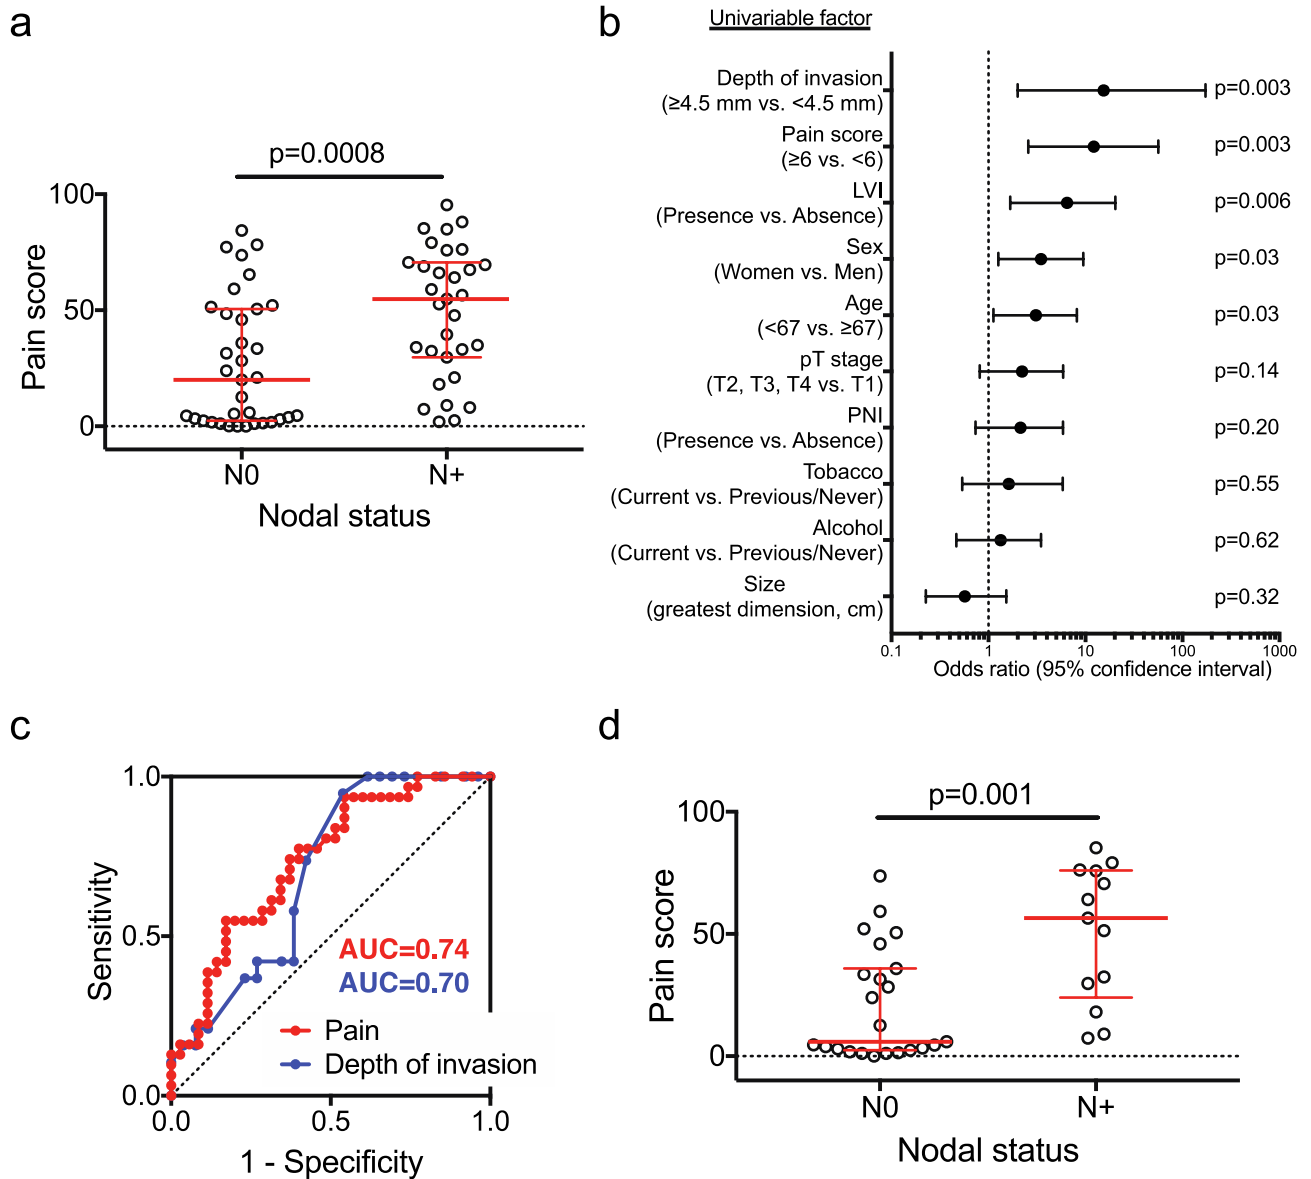 a
p=0.0008
100
50
0
Pain score
N0
N+
Nodal status
b
Univariable factor
Depth of invasion
(≥4.5 mm vs. <4.5 mm)
p=0.003
Pain score
(≥6 vs. <6)
p=0.003
LVI
(Presence vs. Absence)
p=0.006
Sex
(Women vs. Men)
p=0.03
Age
(<67 vs. ≥67)
p=0.03
pT stage
(T2, T3, T4 vs. T1)
p=0.14
PNI
(Presence vs. Absence)
p=0.20
Tobacco
(Current vs. Previous/Never)
p=0.55
Alcohol
(Current vs. Previous/Never)
p=0.62
Size
(greatest dimension, cm)
p=0.32
0.1
1
10
100
1000
Odds ratio (95% confidence interval)
c
1.0
0.5
0.0
Sensitivity
AUC=0.74
AUC=0.70
Pain
Depth of invasion
0.0
0.5
1.0
1 - Specificity
d
p=0.001
100
50
0
Pain score
N0
N+
Nodal status